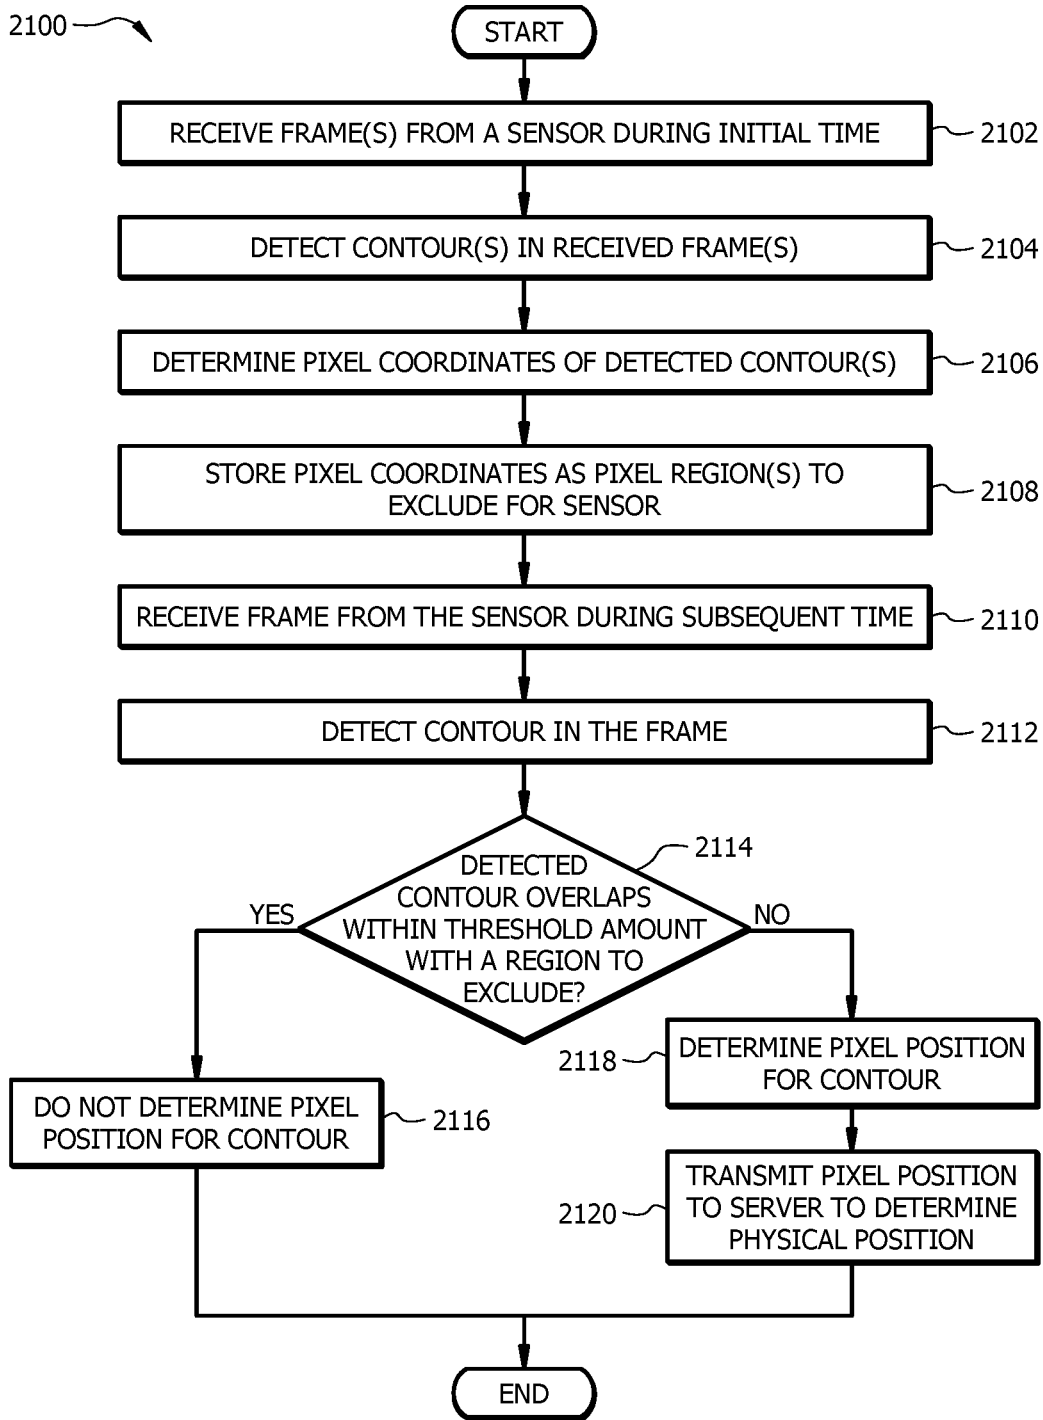 2100
START
RECEIVE FRAME(S) FROM A SENSOR DURING INITIAL TIME
2102
DETECT CONTOUR(S) IN RECEIVED FRAME(S)
2104
DETERMINE PIXEL COORDINATES OF DETECTED CONTOUR(S)
2106
STORE PIXEL COORDINATES AS PIXEL REGION(S) TO
EXCLUDE FOR SENSOR
2108
RECEIVE FRAME FROM THE SENSOR DURING SUBSEQUENT TIME
2110
DETECT CONTOUR IN THE FRAME
2112
DETECTED
CONTOUR OVERLAPS
WITHIN THRESHOLD AMOUNT
WITH A REGION TO
EXCLUDE?
2114
YES
NO
DO NOT DETERMINE PIXEL
POSITION FOR CONTOUR
2116
2118
DETERMINE PIXEL POSITION
FOR CONTOUR
2120
TRANSMIT PIXEL POSITION
TO SERVER TO DETERMINE
PHYSICAL POSITION
END